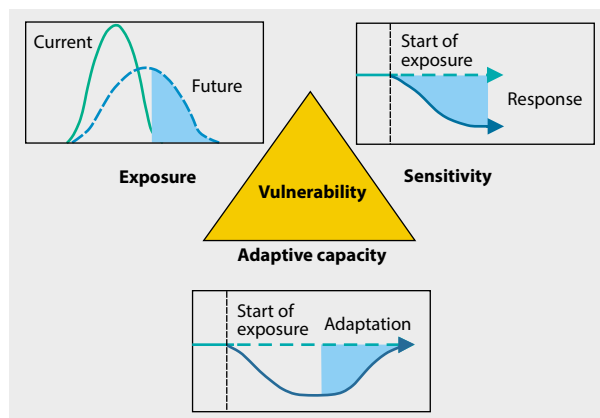 Current
Future
Exposure
Start of
exposure
Response
Sensitivity
Vulnerability
Adaptive capacity
Start of
exposure
Adaptation